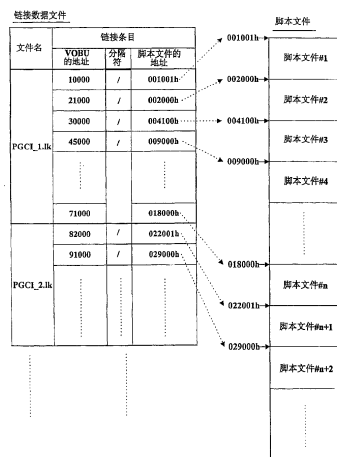 链接数据文件
脚本文件
文件名
链接条目
VOBU的地址
分隔符
脚本文件的地址
PGCI_1.lk
10000 / 001001h
21000 / 002000h
30000 / 004100h
45000 / 009000h
71000 018000h
PGCI_2.lk
82000 / 022001h
91000 / 029000h
001001h
脚本文件#1
002000h
脚本文件#2
004100h
脚本文件#3
009000h
脚本文件#4
018000h
脚本文件#n
022001h
脚本文件#n+1
029000h
脚本文件#n+2